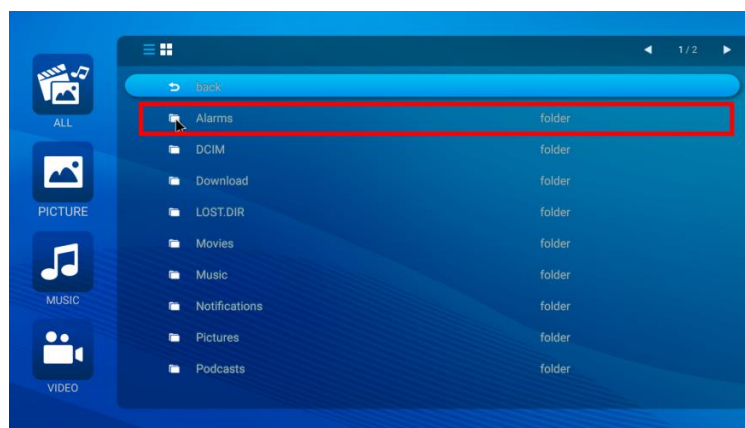 1 / 2
back
ALL
Alarms folder
DCIM folder
Download folder
PICTURE
LOST.DIR folder
Movies folder
Music folder
MUSIC
Notifications folder
Pictures folder
Podcasts folder
VIDEO